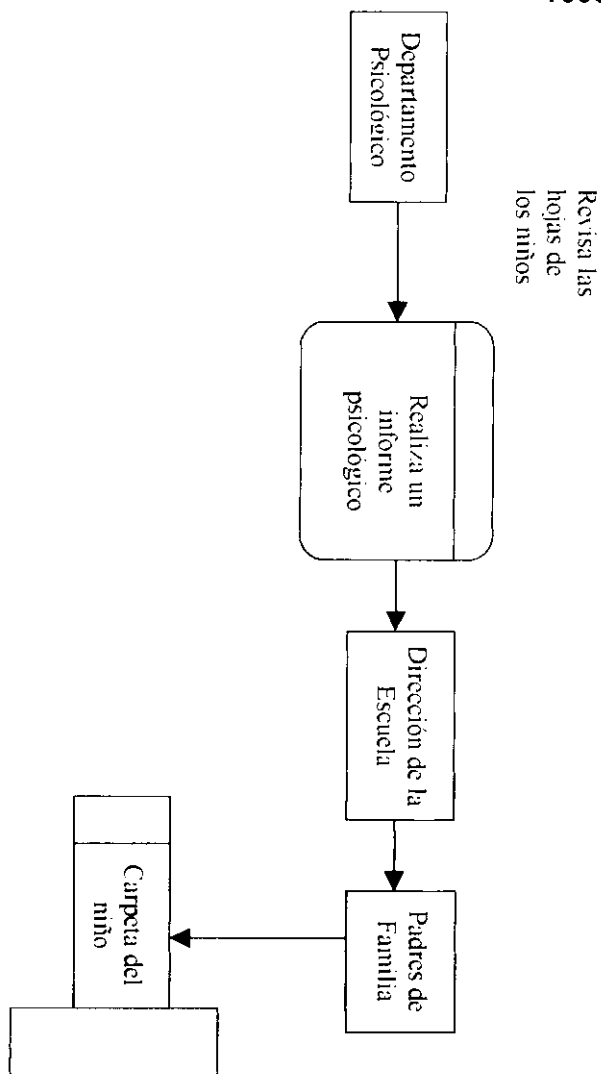 Revisa las
hojas de
los niños
Departamento
Psicológico
Realiza un
informe
psicológico
Dirección de la
Escuela
Padres de
Familia
Carpeta del
niño